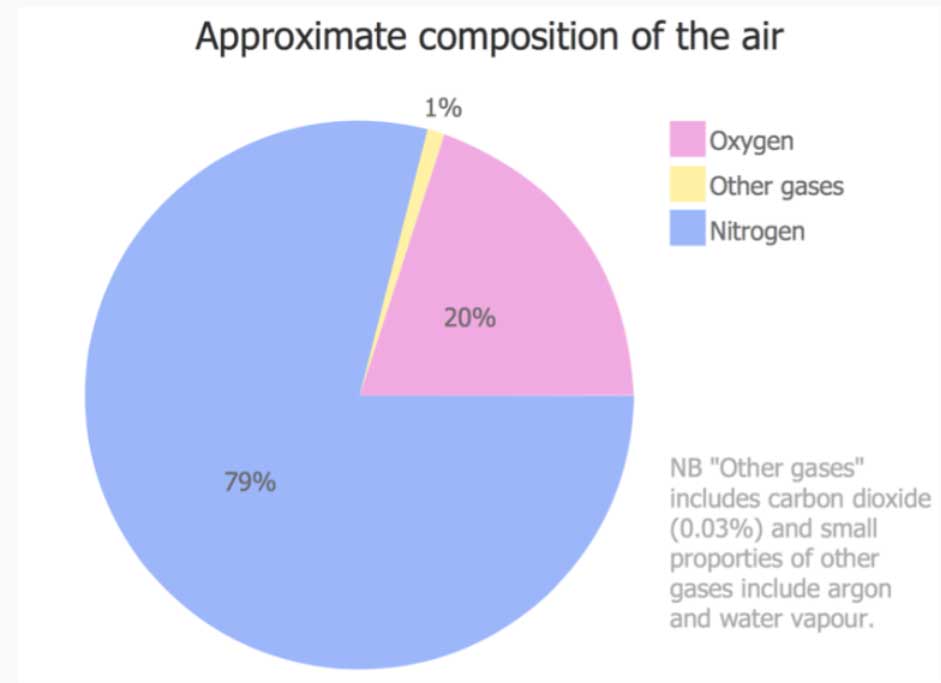 Approximate composition of the air
1%
Oxygen
Other gases
Nitrogen
20%
79%
NB "Other gases"
includes carbon dioxide
(0.03%) and small
proporties of other
gases include argon
and water vapour.